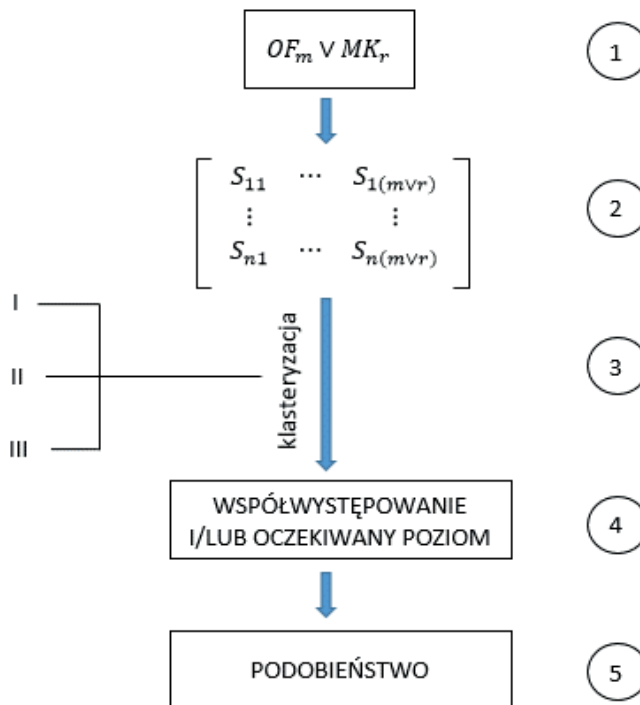 OF_m ∨ MK_r
1
S_11 ⋯ S_1(m∨r)
⋮ ⋮
S_n1 ⋯ S_n(m∨r)
2
I
II
III
klasteryzacja
3
WSPÓŁWYSTĘPOWANIE
I/LUB OCZEKIWANY POZIOM
4
PODOBIEŃSTWO
5